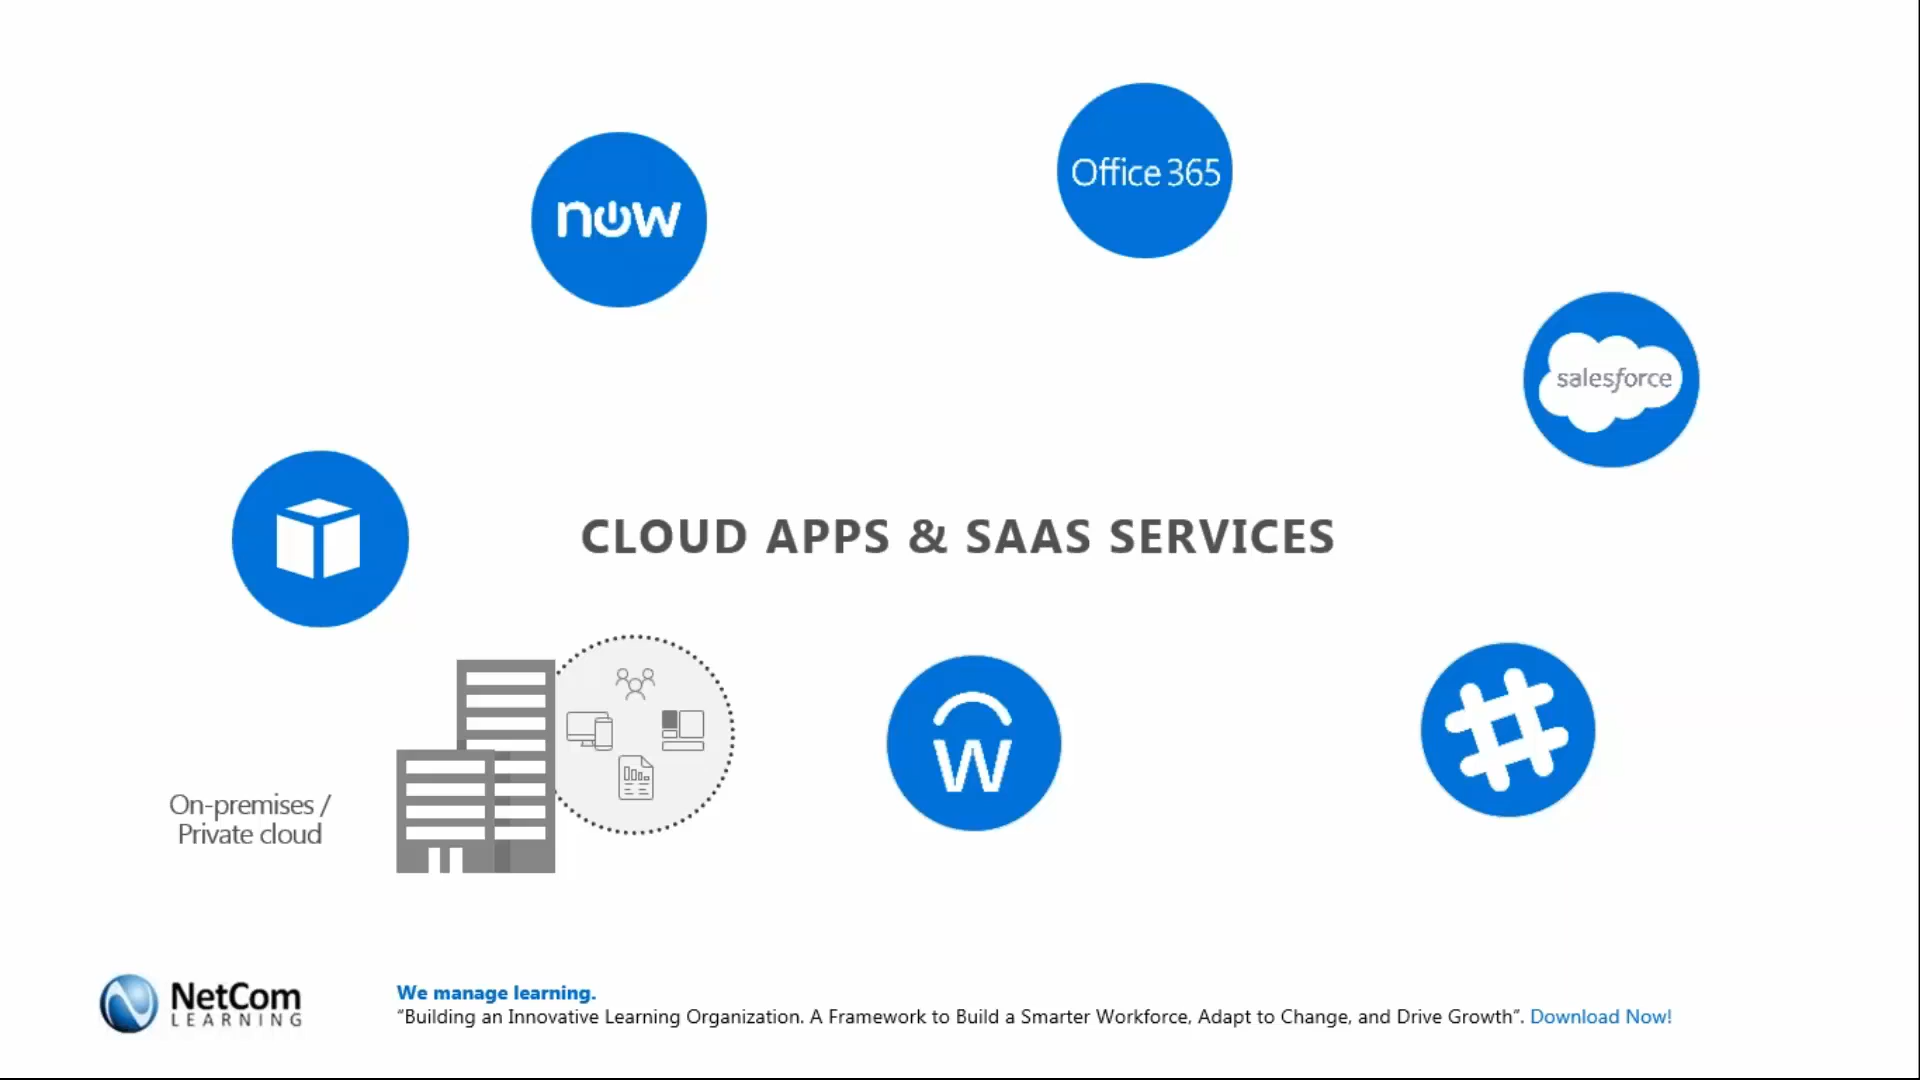 Office 365
now
salesforce
CLOUD APPS & SAAS SERVICES
w
On-premises /
Private cloud
NetCom
LEARNING
We manage learning.
“Building an Innovative Learning Organization. A Framework to Build a Smarter Workforce, Adapt to Change, and Drive Growth”. Download Now!